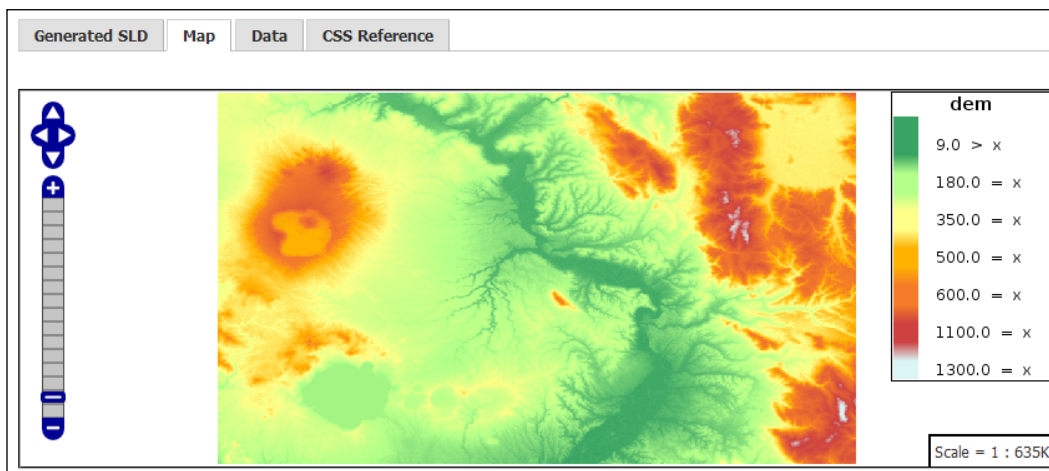 Generated SLD Map Data CSS Reference
dem
9.0 > x
180.0 = x
350.0 = x
500.0 = x
600.0 = x
1100.0 = x
1300.0 = x
Scale = 1 : 635K